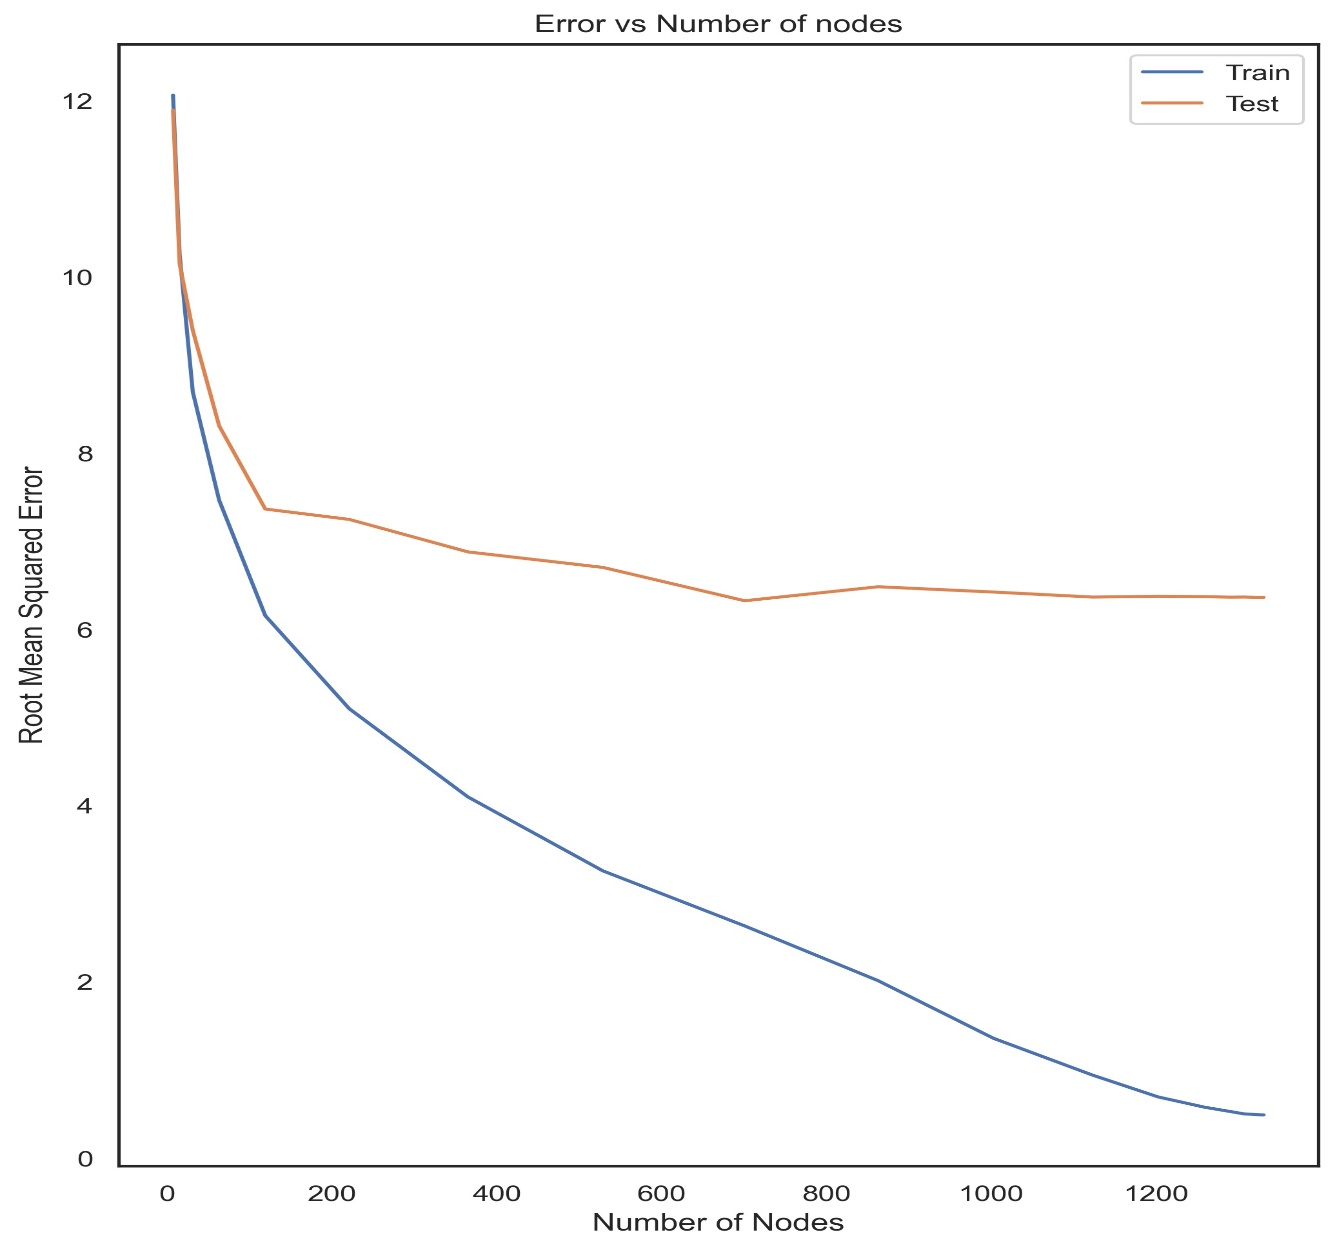 Error vs Number of nodes
Train
Test
12
10
8
6
4
2
0
Root Mean Squared Error
0 200 400 600 800 1000 1200
Number of Nodes